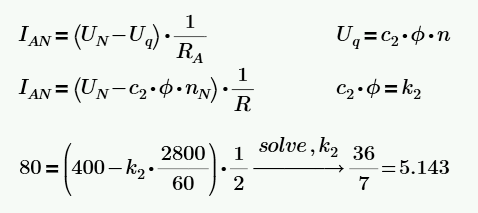 I_AN = (U_N − U_q) · 1/R_A    U_q = c_2 · ϕ · n
I_AN = (U_N − c_2 · ϕ · n_N) · 1/R    c_2 · ϕ = k_2
80 = (400 − k_2 · 2800/60) · 1/2 solve , k_2 → 36/7 = 5.143